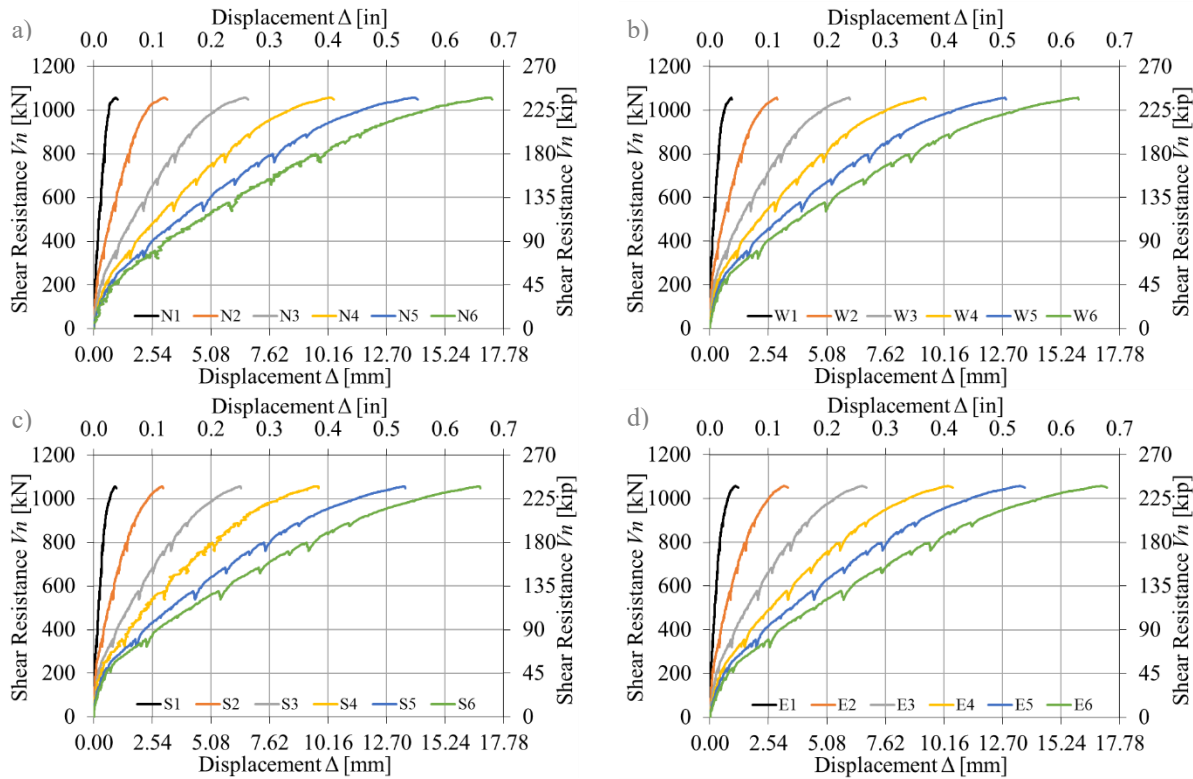 a)
Displacement Δ [in]
0.0 0.1 0.2 0.3 0.4 0.5 0.6 0.7
Shear Resistance Vn [kN]
1200
1000
800
600
400
200
0
270
225
180
135
90
45
0
Shear Resistance Vn [kip]
N1 N2 N3 N4 N5 N6
0.00 2.54 5.08 7.62 10.16 12.70 15.24 17.78
Displacement Δ [mm]
b)
Displacement Δ [in]
0.0 0.1 0.2 0.3 0.4 0.5 0.6 0.7
Shear Resistance Vn [kN]
1200
1000
800
600
400
200
0
270
225
180
135
90
45
0
Shear Resistance Vn [kip]
W1 W2 W3 W4 W5 W6
0.00 2.54 5.08 7.62 10.16 12.70 15.24 17.78
Displacement Δ [mm]
c)
Displacement Δ [in]
0.0 0.1 0.2 0.3 0.4 0.5 0.6 0.7
Shear Resistance Vn [kN]
1200
1000
800
600
400
200
0
270
225
180
135
90
45
0
Shear Resistance Vn [kip]
S1 S2 S3 S4 S5 S6
0.00 2.54 5.08 7.62 10.16 12.70 15.24 17.78
Displacement Δ [mm]
d)
Displacement Δ [in]
0.0 0.1 0.2 0.3 0.4 0.5 0.6 0.7
Shear Resistance Vn [kN]
1200
1000
800
600
400
200
0
270
225
180
135
90
45
0
Shear Resistance Vn [kip]
E1 E2 E3 E4 E5 E6
0.00 2.54 5.08 7.62 10.16 12.70 15.24 17.78
Displacement Δ [mm]